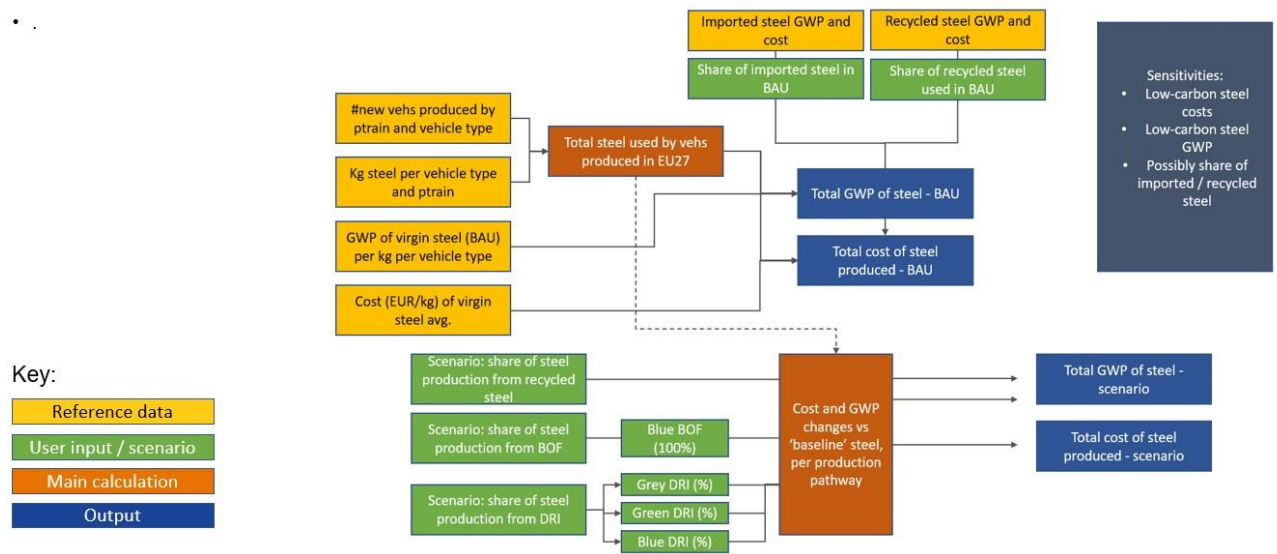 • .
Imported steel GWP and
cost
Recycled steel GWP and
cost
Share of imported steel in
BAU
Share of recycled steel
used in BAU
Sensitivities:
• Low-carbon steel
costs
• Low-carbon steel
GWP
• Possibly share of
imported / recycled
steel
#new vehs produced by
ptrain and vehicle type
Total steel used by vehs
produced in EU27
Kg steel per vehicle type
and ptrain
Total GWP of steel - BAU
GWP of virgin steel (BAU)
per kg per vehicle type
Total cost of steel
produced - BAU
Cost (EUR/kg) of virgin
steel avg.
Key:
Reference data
User input / scenario
Main calculation
Output
Scenario: share of steel
production from recycled
steel
Scenario: share of steel
production from BOF
Blue BOF
(100%)
Scenario: share of steel
production from DRI
Grey DRI (%)
Green DRI (%)
Blue DRI (%)
Cost and GWP
changes vs
‘baseline’ steel,
per production
pathway
Total GWP of steel -
scenario
Total cost of steel
produced - scenario